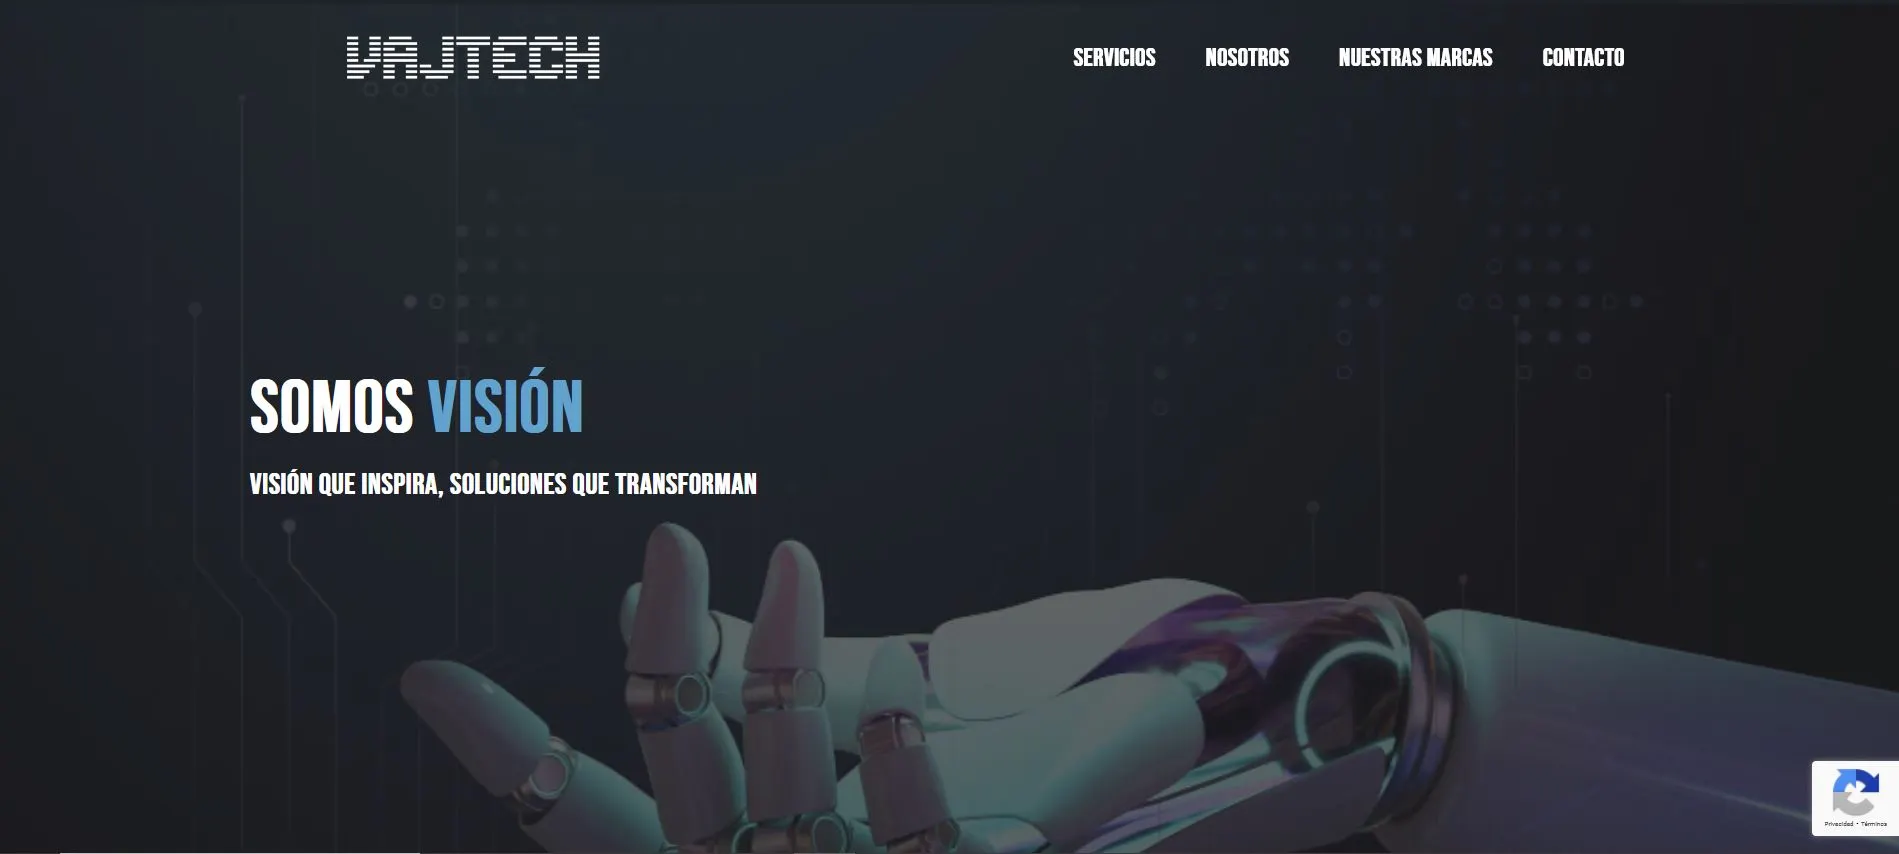 VAJTECH
SERVICIOS NOSOTROS NUESTRAS MARCAS CONTACTO
SOMOS VISIÓN
VISIÓN QUE INSPIRA, SOLUCIONES QUE TRANSFORMAN
Privacidad - Términos